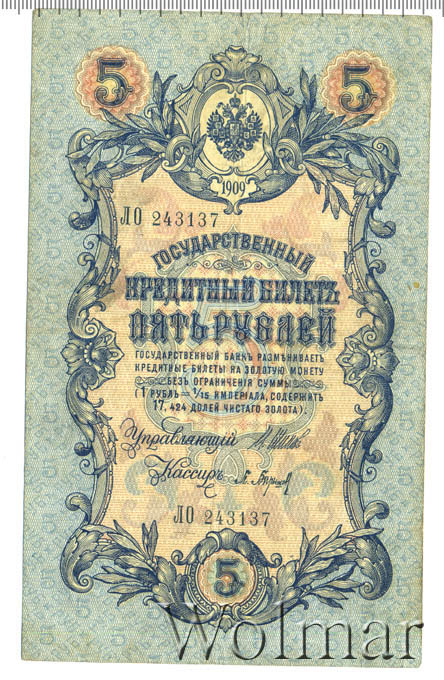 5 5
1909
ЛО 243137
ГОСУДАРСТВЕННЫЙ
КРЕДИТНЫЙ БИЛЕТЪ
ПЯТЬ РУБЛЕЙ
ГОСУДАРСТВЕННЫЙ БАНКЪ РАЗМѢНИВАЕТЪ
КРЕДИТНЫЕ БИЛЕТЫ НА ЗОЛОТУЮ МОНЕТУ
БЕЗЪ ОГРАНИЧЕНІЯ СУММЫ
(1 РУБЛЬ = 1/15 ИМПЕРІАЛА, СОДЕРЖИТЪ
17,424 ДОЛЕЙ ЧИСТАГО ЗОЛОТА).
Управляющій
Кассиръ
ЛО 243137
5
Wolmar